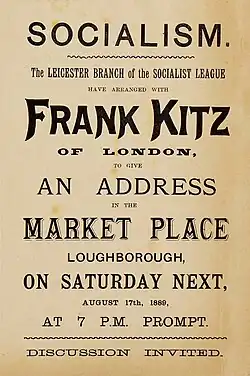 SOCIALISM.
The LEICESTER BRANCH of the SOCIALIST LEAGUE
HAVE ARRANGED WITH
FRANK KITZ
OF LONDON,
TO GIVE
AN ADDRESS
IN THE
MARKET PLACE
LOUGHBOROUGH,
ON SATURDAY NEXT,
AUGUST 17th, 1889,
AT 7 P.M. PROMPT.
DISCUSSION INVITED.